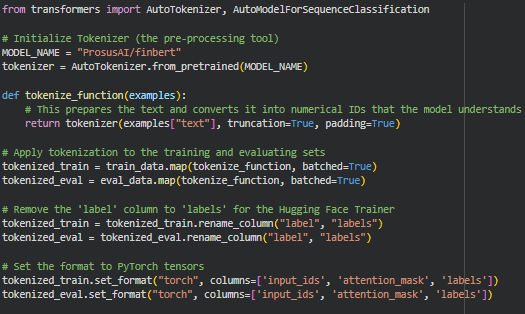 from transformers import AutoTokenizer, AutoModelForSequenceClassification
# Initialize Tokenizer (the pre-processing tool)
MODEL_NAME = "ProsusAI/finbert"
tokenizer = AutoTokenizer.from_pretrained(MODEL_NAME)
def tokenize_function(examples):
    # This prepares the text and converts it into numerical IDs that the model understands
    return tokenizer(examples["text"], truncation=True, padding=True)
# Apply tokenization to the training and evaluating sets
tokenized_train = train_data.map(tokenize_function, batched=True)
tokenized_eval = eval_data.map(tokenize_function, batched=True)
# Remove the 'label' column to 'labels' for the Hugging Face Trainer
tokenized_train = tokenized_train.rename_column("label", "labels")
tokenized_eval = tokenized_eval.rename_column("label", "labels")
# Set the format to PyTorch tensors
tokenized_train.set_format("torch", columns=['input_ids', 'attention_mask', 'labels'])
tokenized_eval.set_format("torch", columns=['input_ids', 'attention_mask', 'labels'])